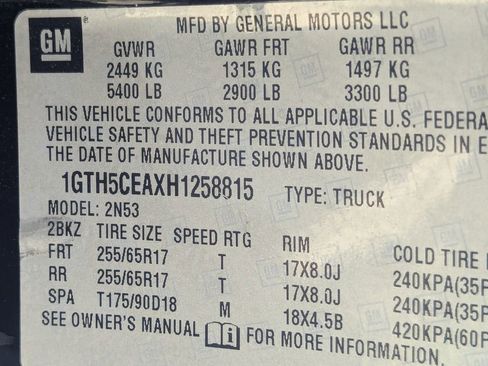 GM
MFD BY GENERAL MOTORS LLC
GVWR GAWR FRT GAWR RR
2449 KG 1315 KG 1497 KG
5400 LB 2900 LB 3300 LB
THIS VEHICLE CONFORMS TO ALL APPLICABLE U.S. FEDERA
VEHICLE SAFETY AND THEFT PREVENTION STANDARDS IN E
THE DATE OF MANUFACTURE SHOWN ABOVE.
1GTH5CEAXH1258815 TYPE: TRUCK
MODEL: 2N53
2BKZ TIRE SIZE SPEED RTG RIM COLD TIRE
FRT 255/65R17 T 17X8.0J 240KPA(35P
RR 255/65R17 T 17X8.0J 240KPA(35P
SPA T175/90D18 M 18X4.5B 420KPA(60P
SEE OWNER'S MANUAL FOR MORE INFORMATION.